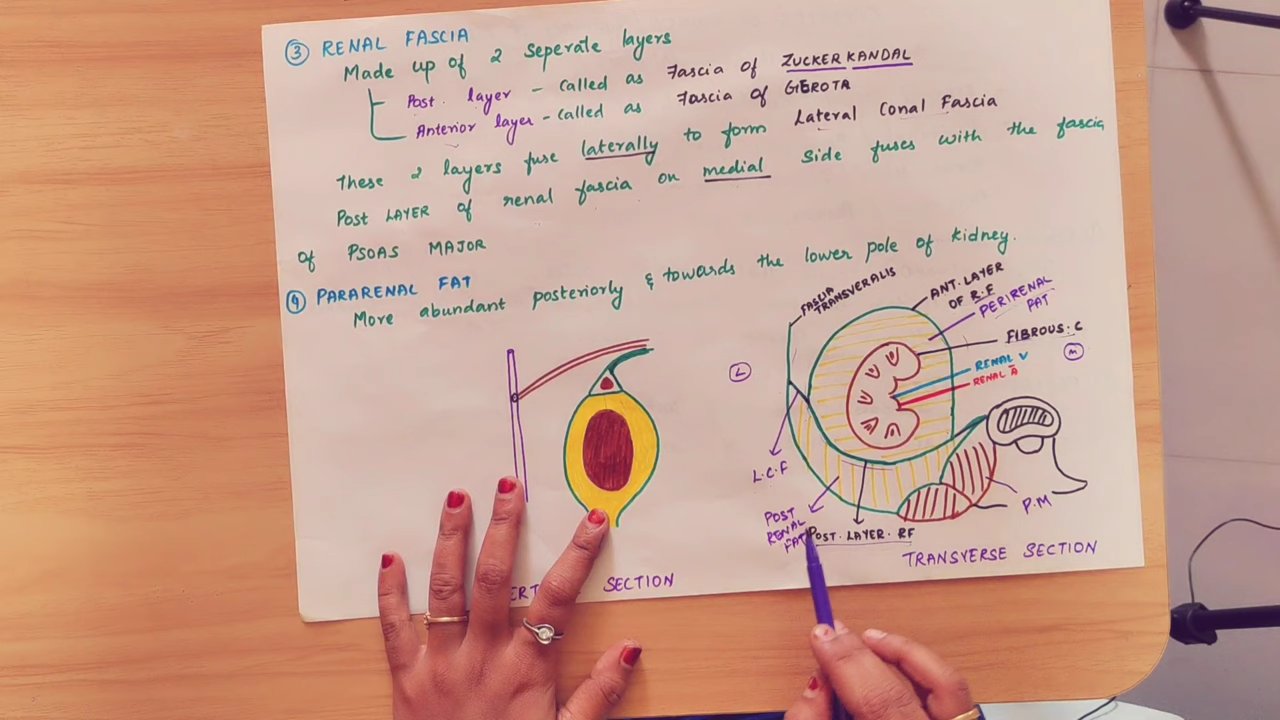 ③ RENAL FASCIA
Made up of 2 seperate layers
Post. layer - called as Fascia of ZUCKER KANDAL
Anterior layer - called as Fascia of GEROTA
These 2 layers fuse laterally to form Lateral Conal Fascia
Post LAYER of renal fascia on medial side fuses with the fascia
of PSOAS MAJOR
④ PARARENAL FAT
More abundant posteriorly & towards the lower pole of kidney.
FASCIA
TRANSVERALIS
ANT. LAYER
OF R.F
PERIRENAL
FAT
FIBROUS.C
RENAL V
RENAL A
L
M
L.C.F
P.M
POST
RENAL
FAT
POST. LAYER. RF
SECTION
TRANSVERSE SECTION